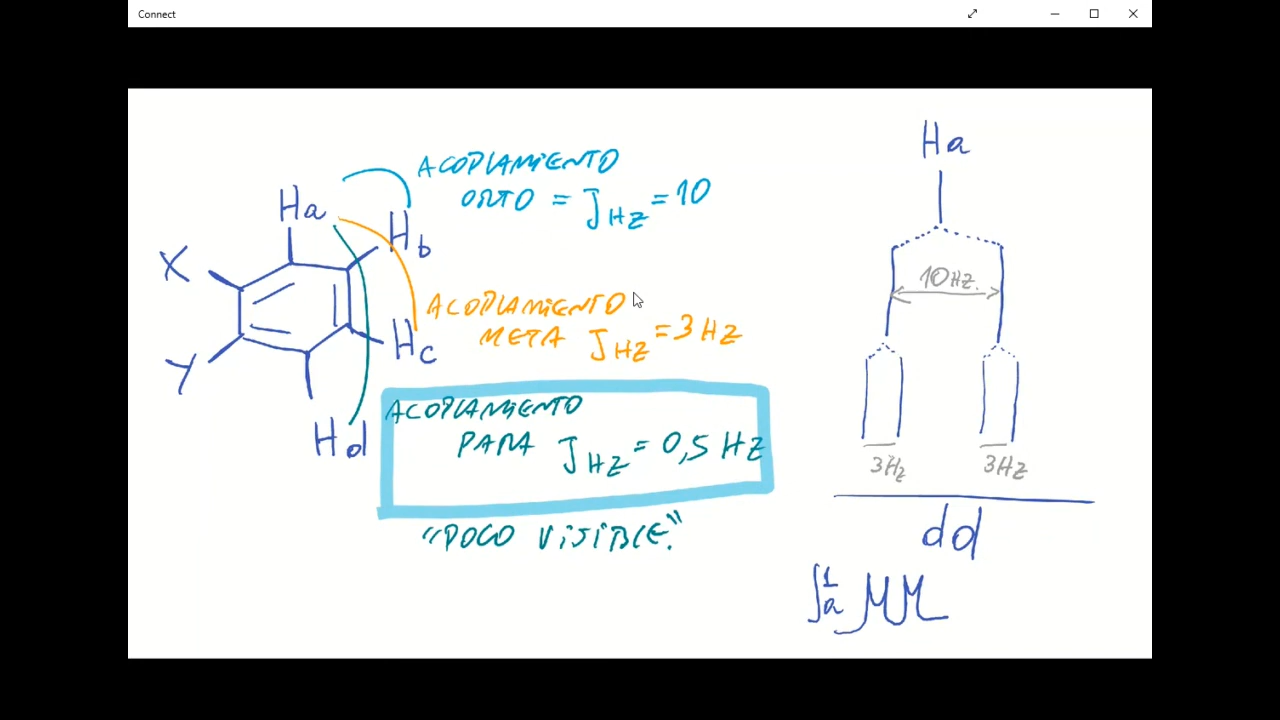 Connect
ACOPLAMIENTO
ORTO = JHZ = 10
Ha
Hb
X
ACOPLAMIENTO
META JHZ = 3 HZ
Hc
Y
ACOPLAMIENTO
PARA JHZ = 0,5 HZ
Hd
"POCO VISIBLE."
Ha
10HZ.
3Hz
3HZ
dd
∫1a